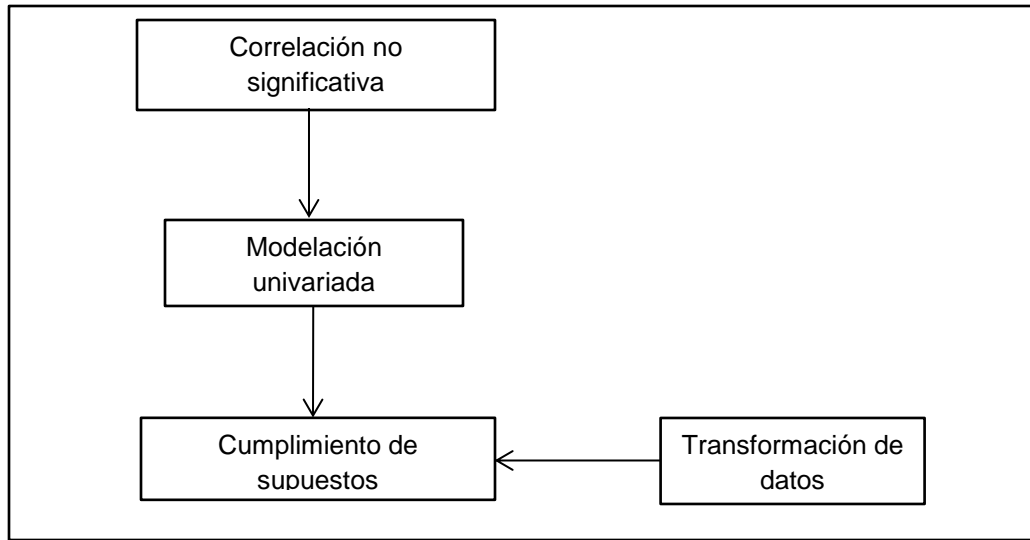 Correlación no
significativa
Modelación
univariada
Cumplimiento de
supuestos
Transformación de
datos